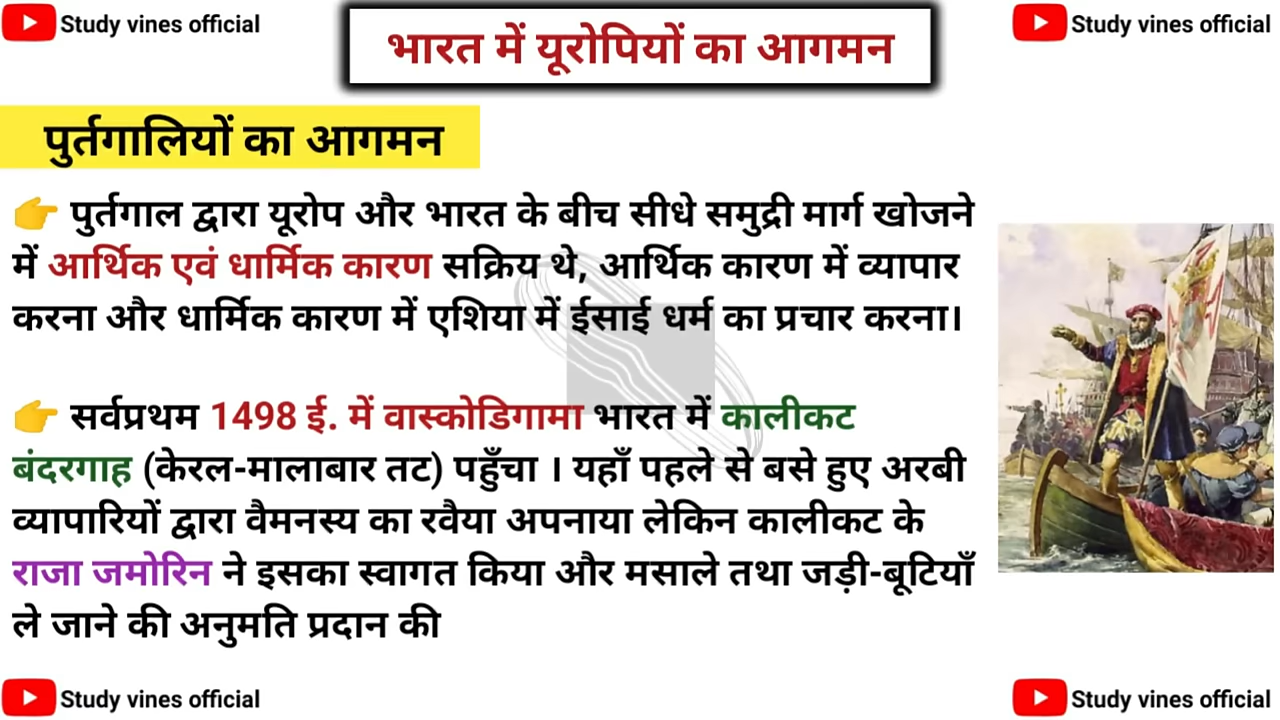 Study vines official
भारत में यूरोपियों का आगमन
Study vines official
पुर्तगालियों का आगमन
👉 पुर्तगाल द्वारा यूरोप और भारत के बीच सीधे समुद्री मार्ग खोजने
में आर्थिक एवं धार्मिक कारण सक्रिय थे, आर्थिक कारण में व्यापार
करना और धार्मिक कारण में एशिया में ईसाई धर्म का प्रचार करना।
👉 सर्वप्रथम 1498 ई. में वास्कोडिगामा भारत में कालीकट
बंदरगाह (केरल-मालाबार तट) पहुँचा । यहाँ पहले से बसे हुए अरबी
व्यापारियों द्वारा वैमनस्य का रवैया अपनाया लेकिन कालीकट के
राजा जमोरिन ने इसका स्वागत किया और मसाले तथा जड़ी-बूटियाँ
ले जाने की अनुमति प्रदान की
Study vines official
Study vines official